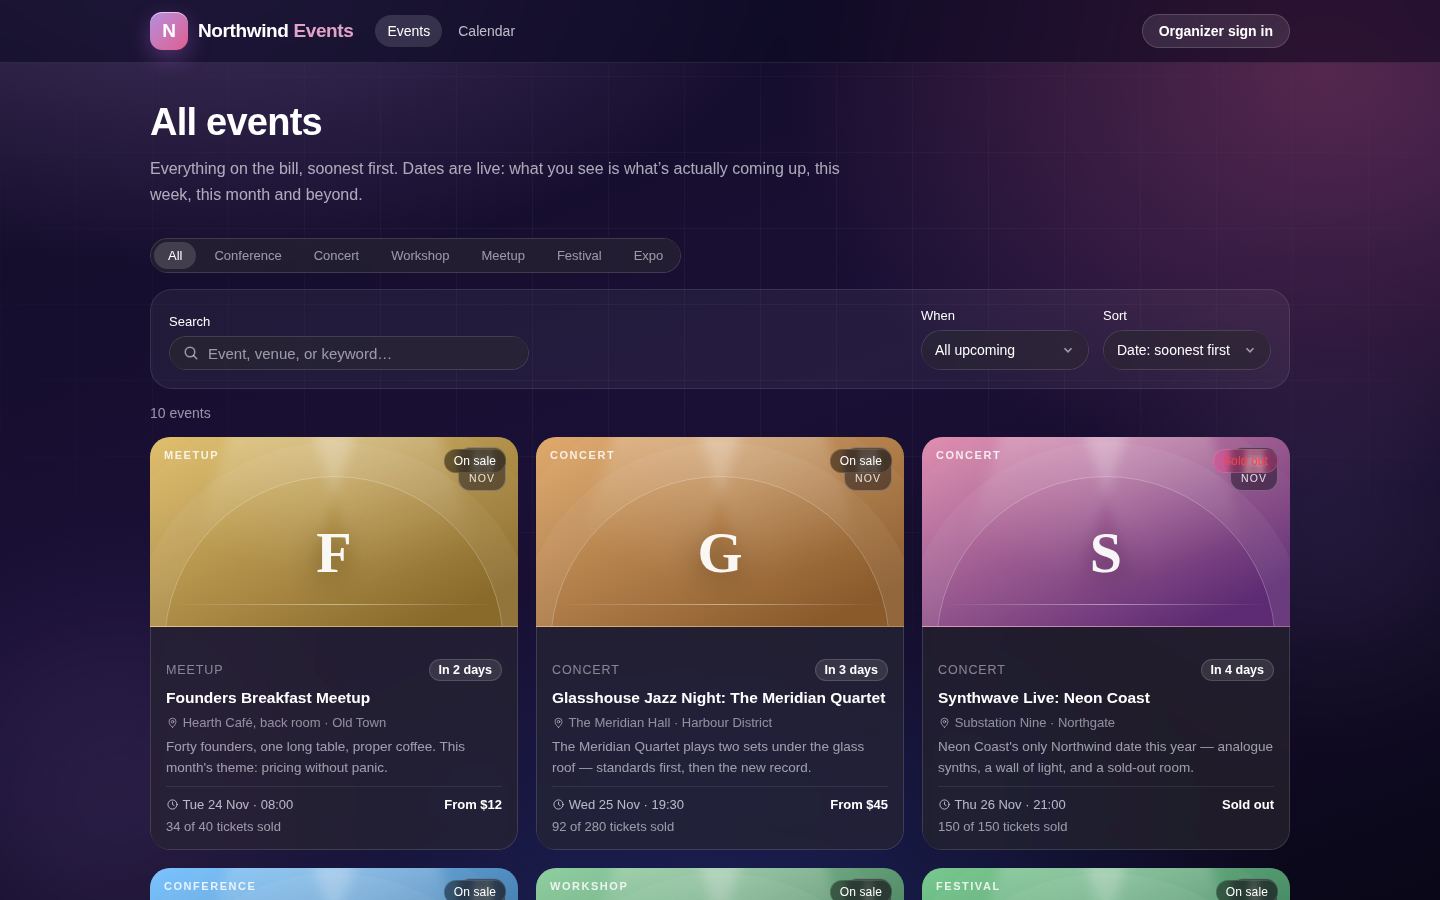 N Northwind Events Events Calendar Organizer sign in
All events
Everything on the bill, soonest first. Dates are live: what you see is what’s actually coming up, this
week, this month and beyond.
All Conference Concert Workshop Meetup Festival Expo
Search When Sort
Event, venue, or keyword… All upcoming Date: soonest first
10 events
MEETUP On sale CONCERT On sale CONCERT Sold out
NOV NOV NOV
F G S
MEETUP In 2 days CONCERT In 3 days CONCERT In 4 days
Founders Breakfast Meetup Glasshouse Jazz Night: The Meridian Quartet Synthwave Live: Neon Coast
Hearth Café, back room · Old Town The Meridian Hall · Harbour District Substation Nine · Northgate
Forty founders, one long table, proper coffee. This The Meridian Quartet plays two sets under the glass Neon Coast's only Northwind date this year — analogue
month's theme: pricing without panic. roof — standards first, then the new record. synths, a wall of light, and a sold-out room.
Tue 24 Nov · 08:00 From $12 Wed 25 Nov · 19:30 From $45 Thu 26 Nov · 21:00 Sold out
34 of 40 tickets sold 92 of 280 tickets sold 150 of 150 tickets sold
CONFERENCE On sale WORKSHOP On sale FESTIVAL On sale